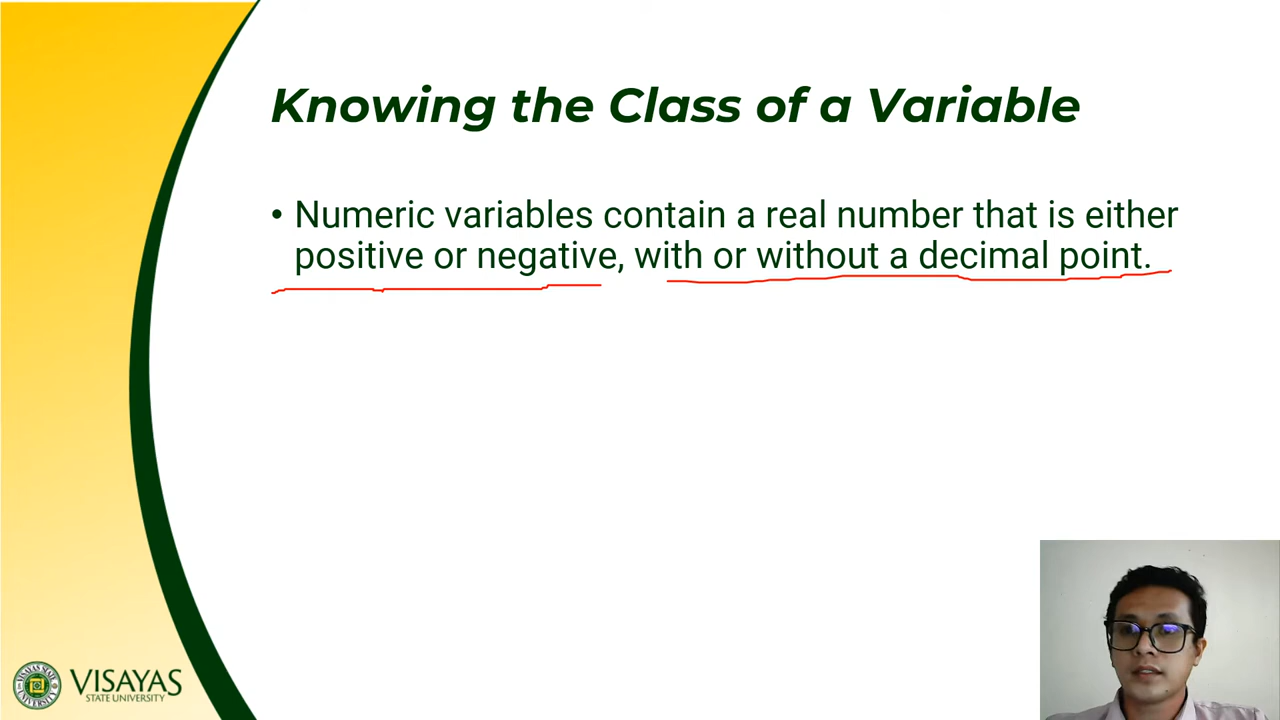 Knowing the Class of a Variable
• Numeric variables contain a real number that is either
positive or negative, with or without a decimal point.
VISAYAS
STATE UNIVERSITY